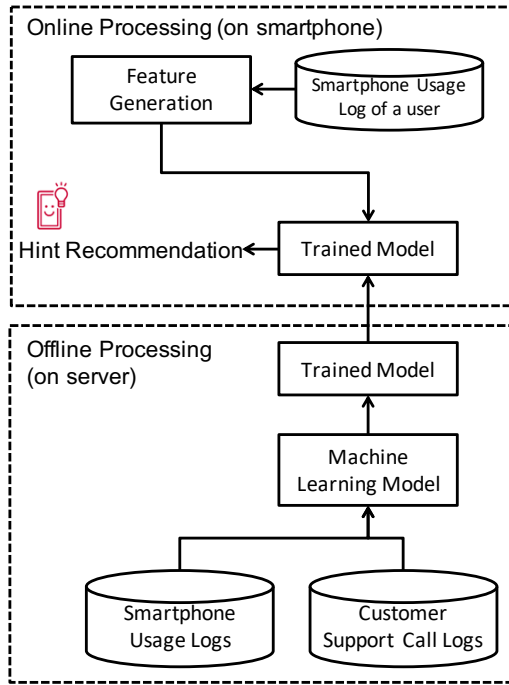 Online Processing (on smartphone)
Feature
Generation
Smartphone Usage
Log of a user
Hint Recommendation
Trained Model
Offline Processing
(on server)
Trained Model
Machine
Learning Model
Smartphone
Usage Logs
Customer
Support Call Logs